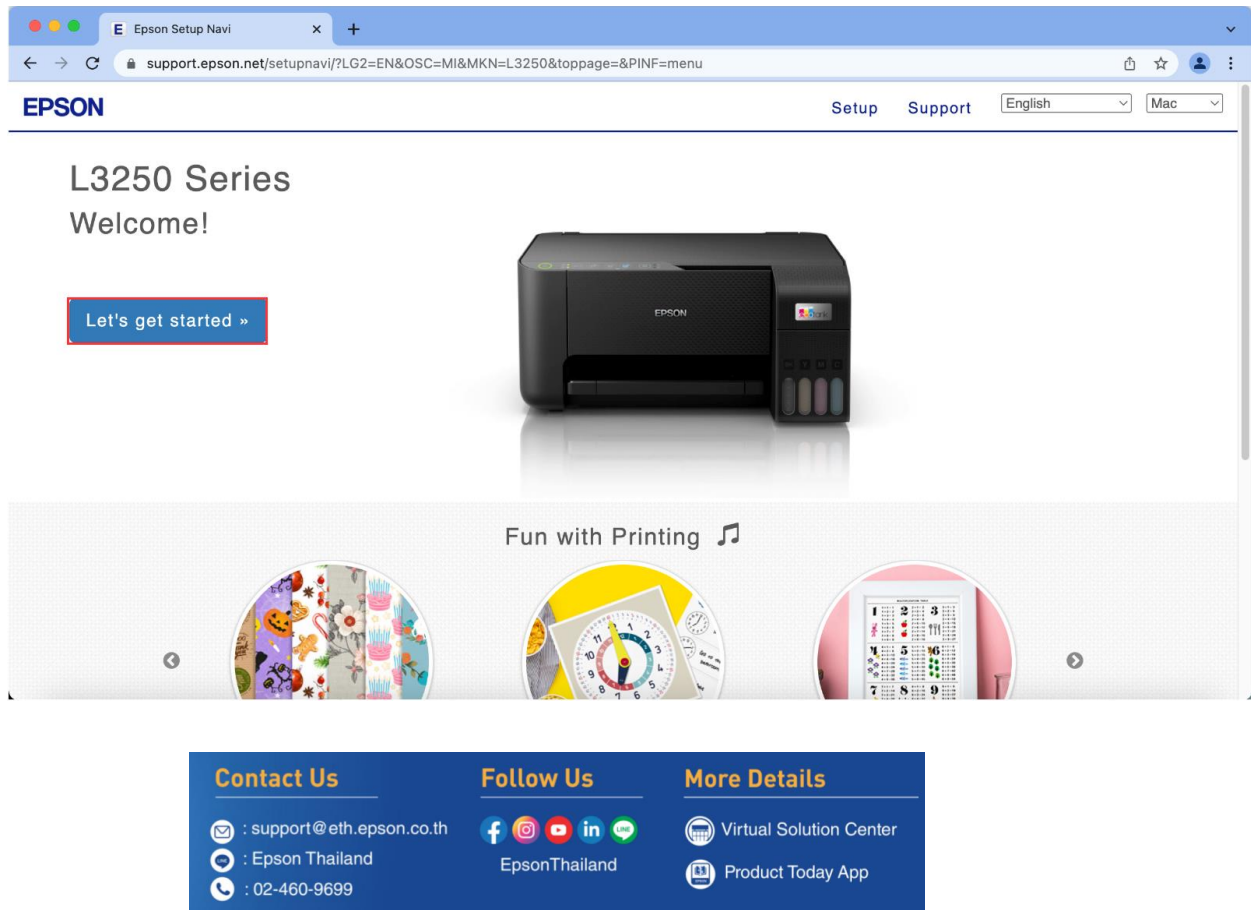 E Epson Setup Navi
support.epson.net/setupnavi/?LG2=EN&OSC=MI&MKN=L3250&toppage=&PINF=menu
EPSON
Setup Support English Mac
L3250 Series
Welcome!
Let's get started »
EPSON
Fun with Printing
Contact Us
: support@eth.epson.co.th
: Epson Thailand
: 02-460-9699
Follow Us
EpsonThailand
More Details
Virtual Solution Center
Product Today App